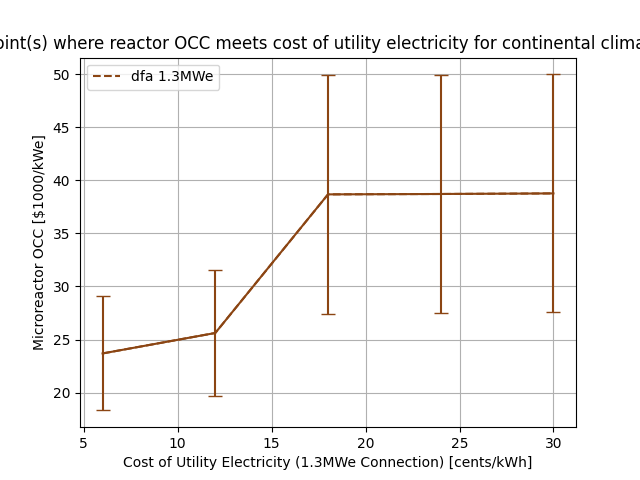 where reactor OCC meets cost of utility electricity for continental
dfa 1.3MWe
50
45
40
35
30
25
20
Microreactor OCC [$1000/kWe]
5 10 15 20 25 30
Cost of Utility Electricity (1.3MWe Connection) [cents/kWh]